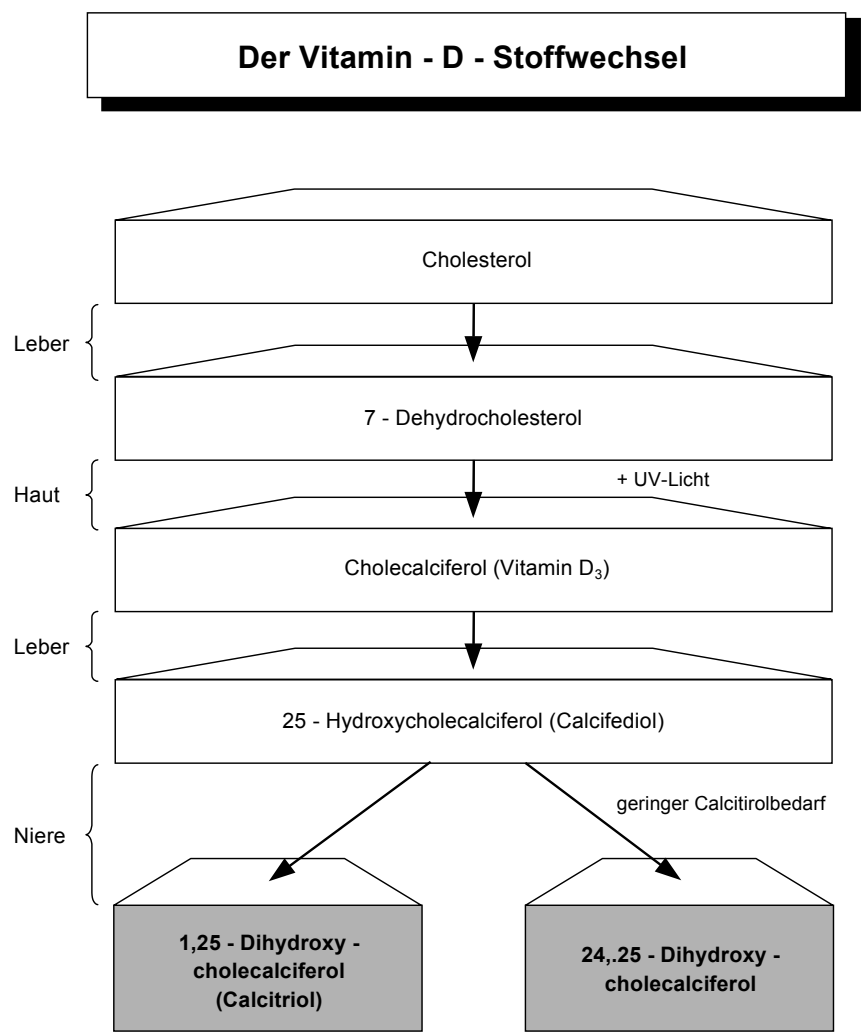 Der Vitamin - D - Stoffwechsel
Cholesterol
Leber
7 - Dehydrocholesterol
Haut
+ UV-Licht
Cholecalciferol (Vitamin D₃)
Leber
25 - Hydroxycholecalciferol (Calcifediol)
Niere
geringer Calcitirolbedarf
1,25 - Dihydroxy -
cholecalciferol
(Calcitriol)
24,.25 - Dihydroxy -
cholecalciferol